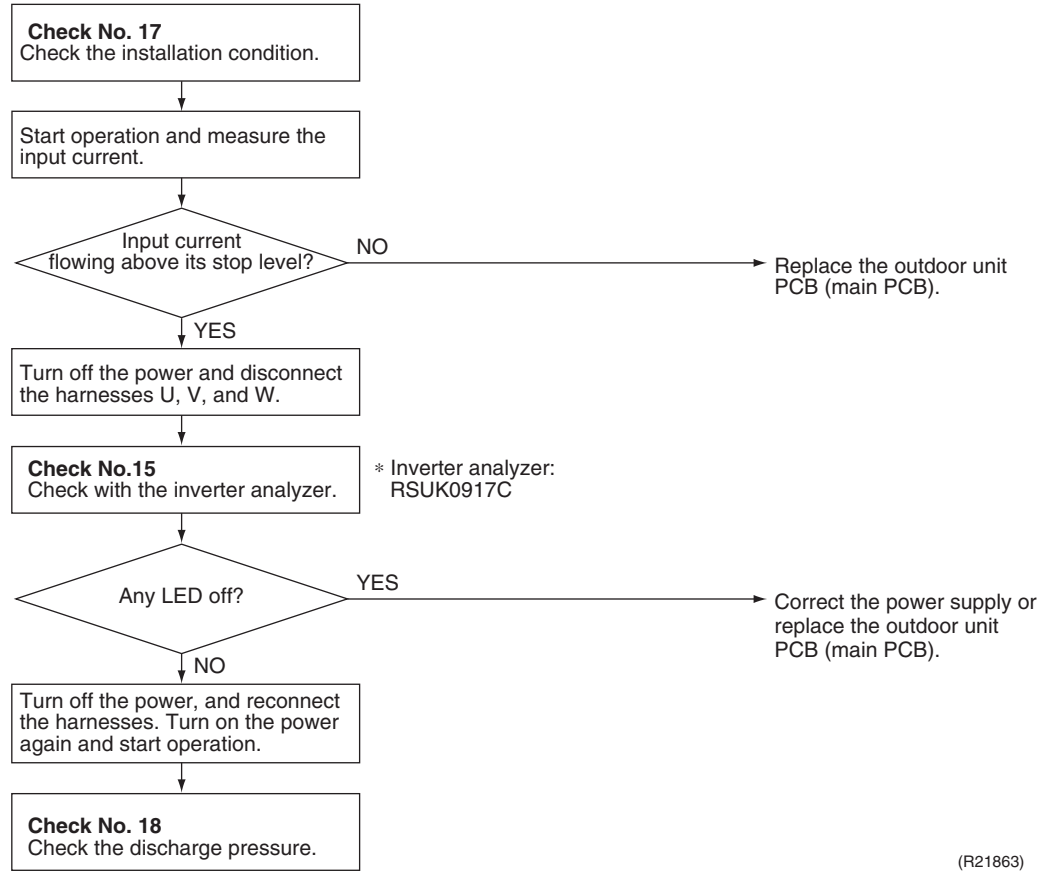 Check No. 17
Check the installation condition.
Start operation and measure the
input current.
Input current
flowing above its stop level?
NO
Replace the outdoor unit
PCB (main PCB).
YES
Turn off the power and disconnect
the harnesses U, V, and W.
Check No.15
Check with the inverter analyzer.
* Inverter analyzer:
RSUK0917C
Any LED off?
YES
Correct the power supply or
replace the outdoor unit
PCB (main PCB).
NO
Turn off the power, and reconnect
the harnesses. Turn on the power
again and start operation.
Check No. 18
Check the discharge pressure.
(R21863)